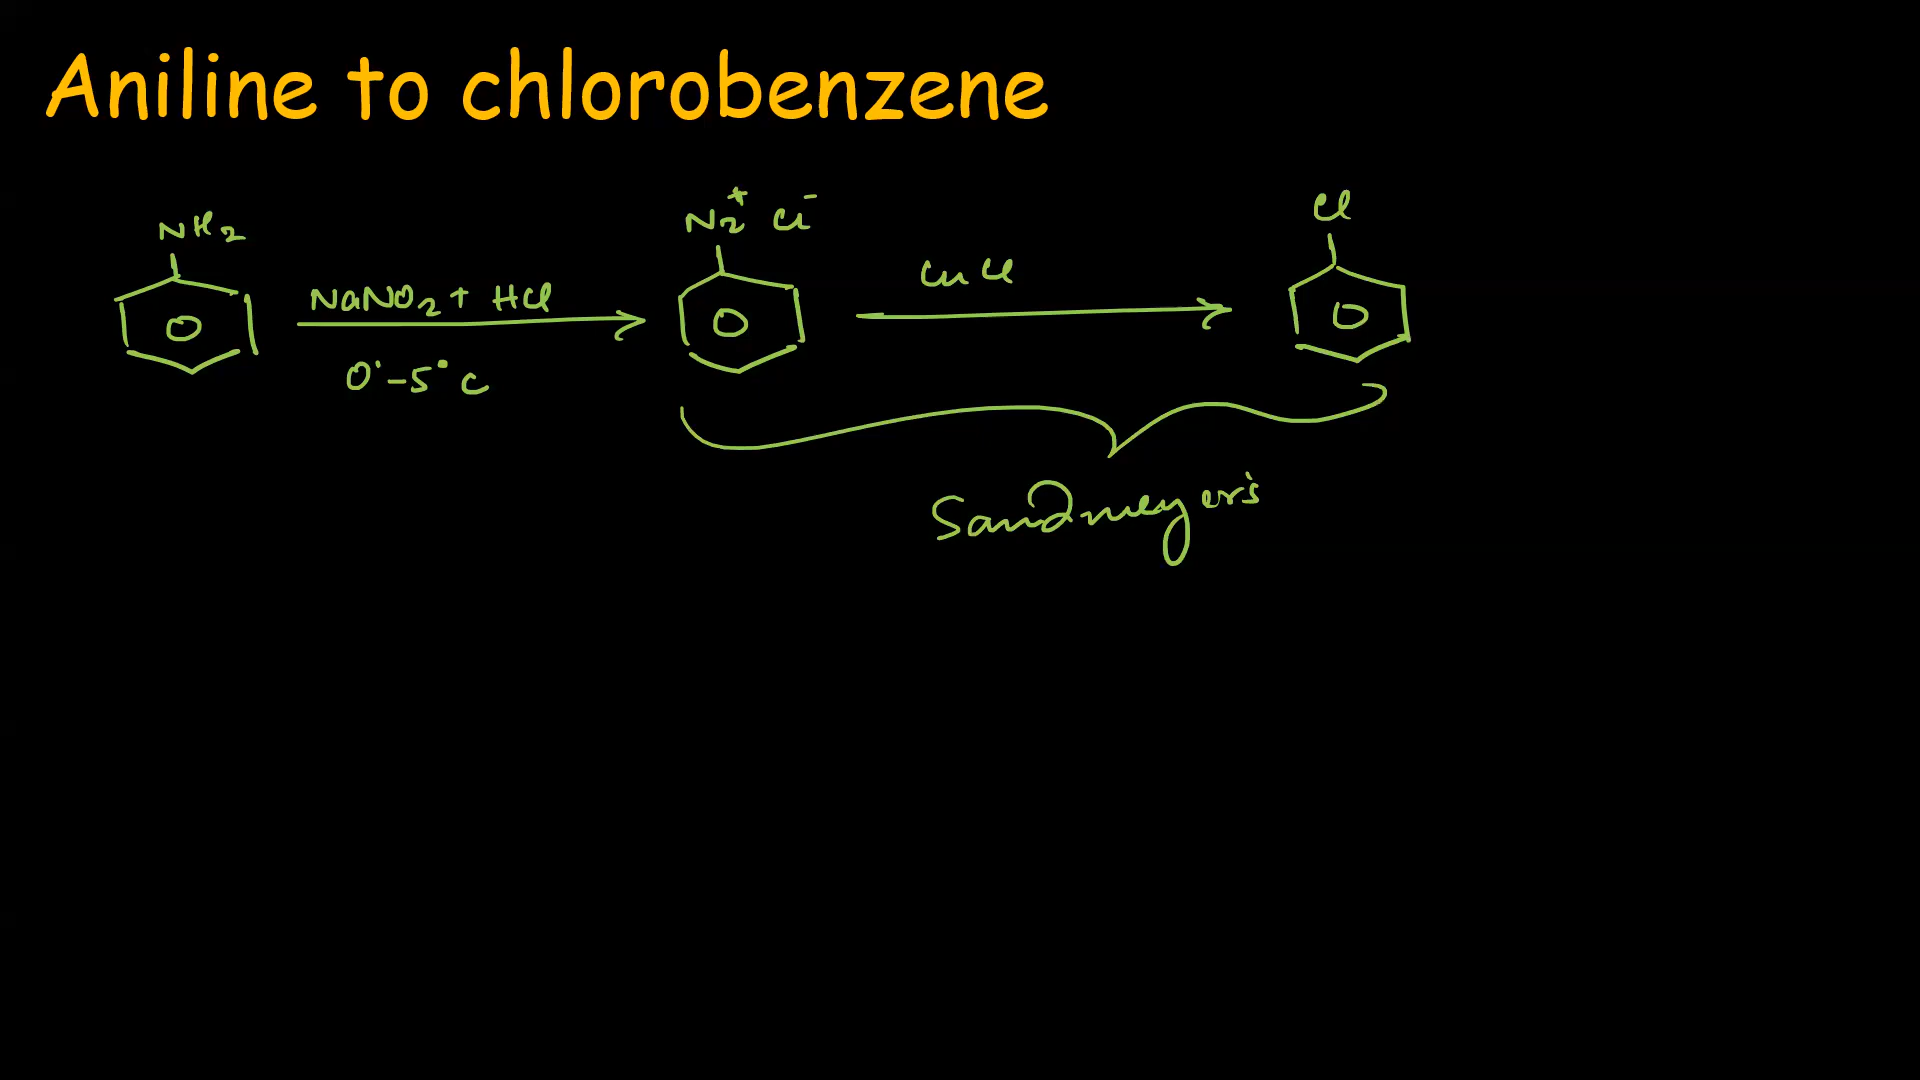 Aniline to chlorobenzene
NH2
NaNO2 + HCl
0°-5°C
N2+ Cl-
CuCl
Cl
Sandmeyer's